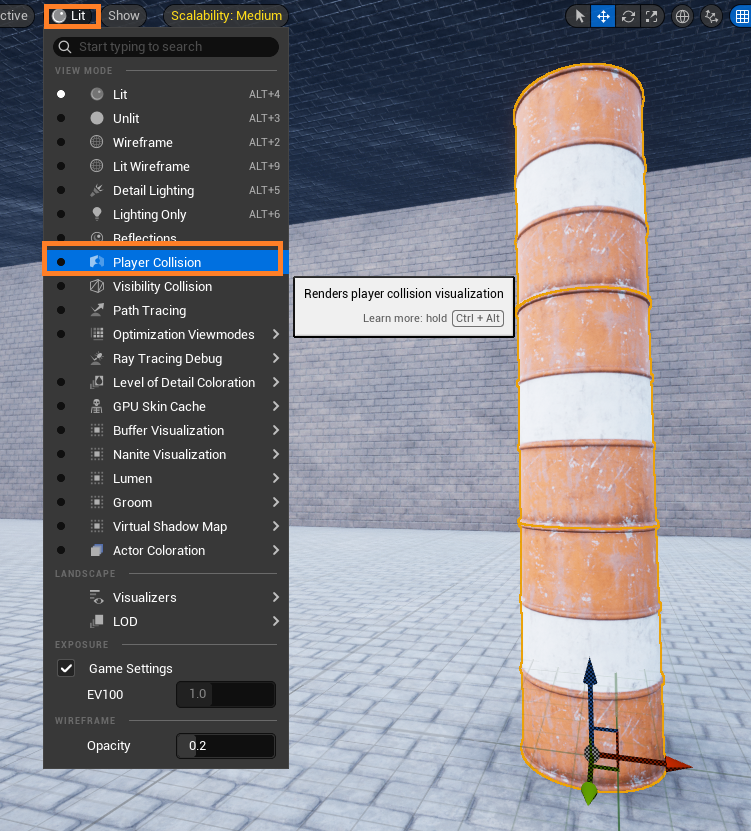 ctive
Lit
Show
Scalability: Medium
Start typing to search
VIEW MODE
Lit ALT+4
Unlit ALT+3
Wireframe ALT+2
Lit Wireframe ALT+9
Detail Lighting ALT+5
Lighting Only ALT+6
Reflections
Player Collision
Visibility Collision
Path Tracing
Optimization Viewmodes
Ray Tracing Debug
Level of Detail Coloration
GPU Skin Cache
Buffer Visualization
Nanite Visualization
Lumen
Groom
Virtual Shadow Map
Actor Coloration
LANDSCAPE
Visualizers
LOD
EXPOSURE
Game Settings
EV100 1.0
WIREFRAME
Opacity 0.2
Renders player collision visualization
Learn more: hold Ctrl + Alt